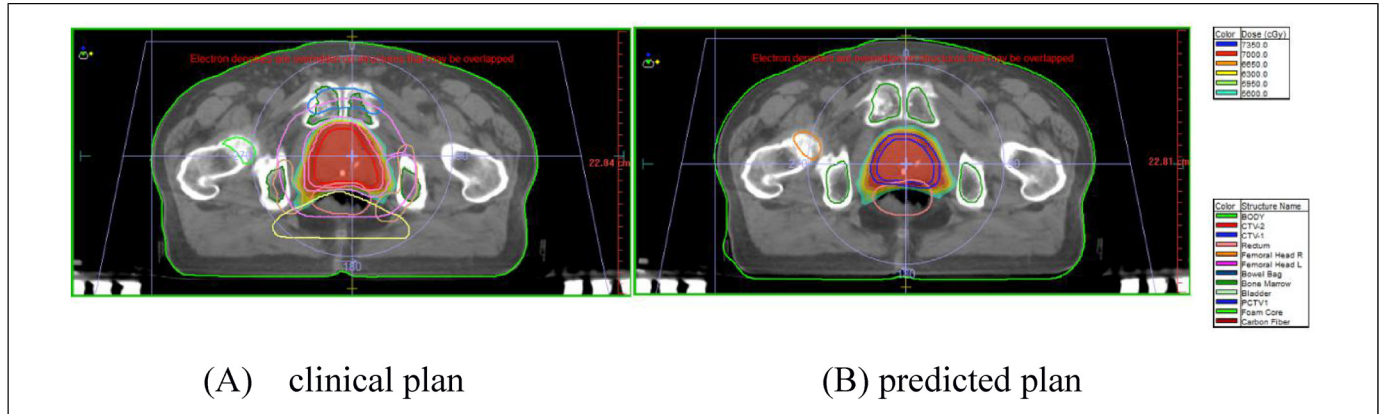 Electron densities are overridden on structures that may be overlapped
22.84 cm
180
Electron densities are overridden on structures that may be overlapped
22.81 cm
Color Dose (cGy)
7350.0
7000.0
6650.0
6300.0
5950.0
5600.0
Color Structure Name
BODY
CTV-2
CTV-1
Rectum
Femoral Head R
Femoral Head L
Bowel Bag
Bone Marrow
Bladder
PCTV1
Foam Core
Carbon Fiber
(A) clinical plan
(B) predicted plan